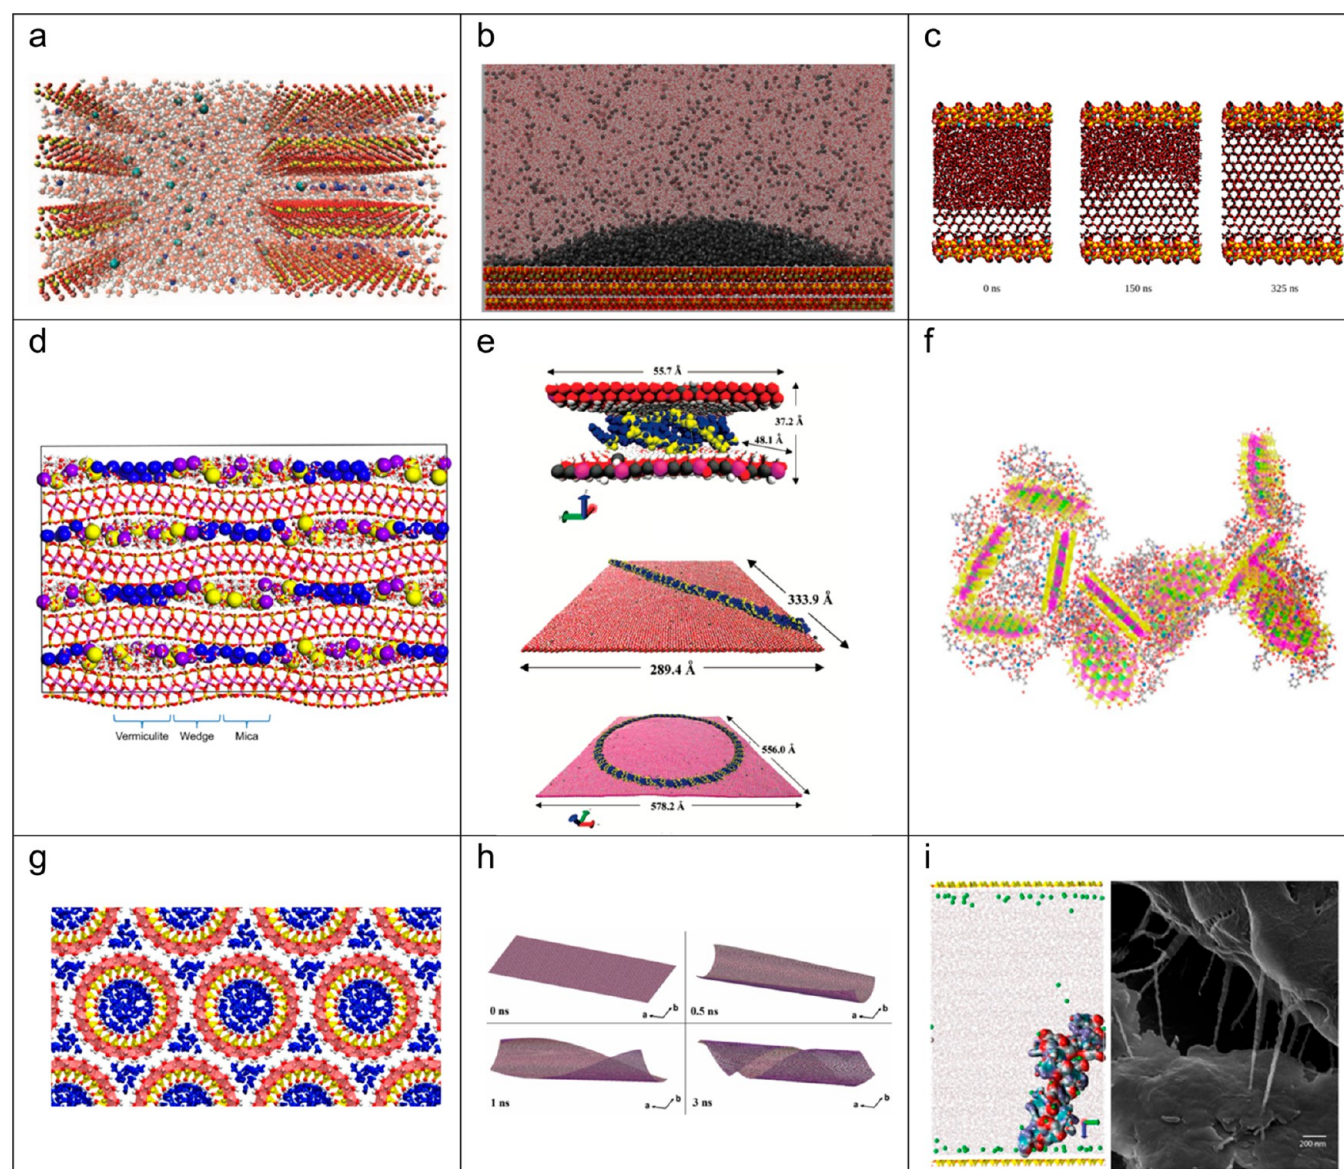 a
b
c
0 ns
150 ns
325 ns
d
Vermiculite
Wedge
Mica
e
55.7 Å
37.2 Å
48.1 Å
333.9 Å
289.4 Å
556.0 Å
578.2 Å
f
g
h
0 ns
a
b
0.5 ns
a
b
1 ns
a
b
3 ns
a
b
i
200 nm